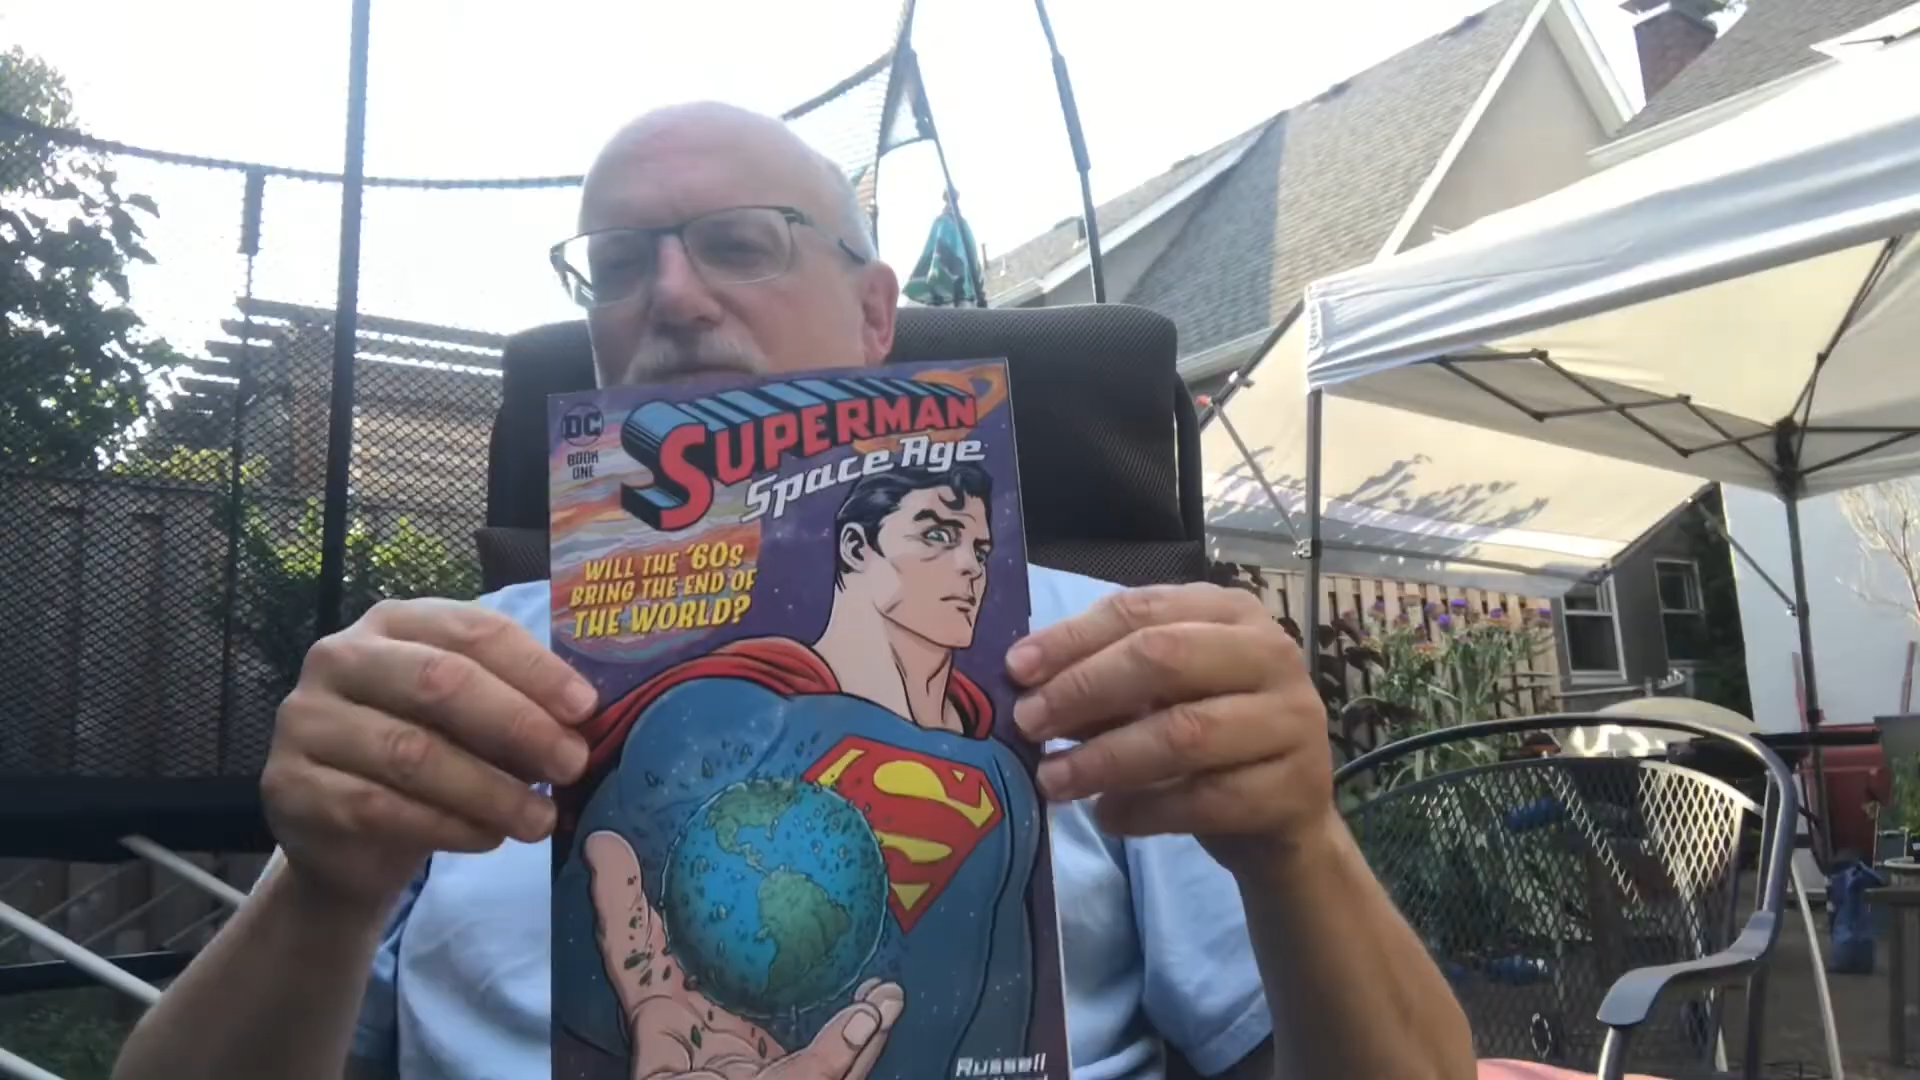 DC
BOOK
ONE
SUPERMAN
Space Age
WILL THE '60s
BRING THE END OF
THE WORLD?
S
Russell